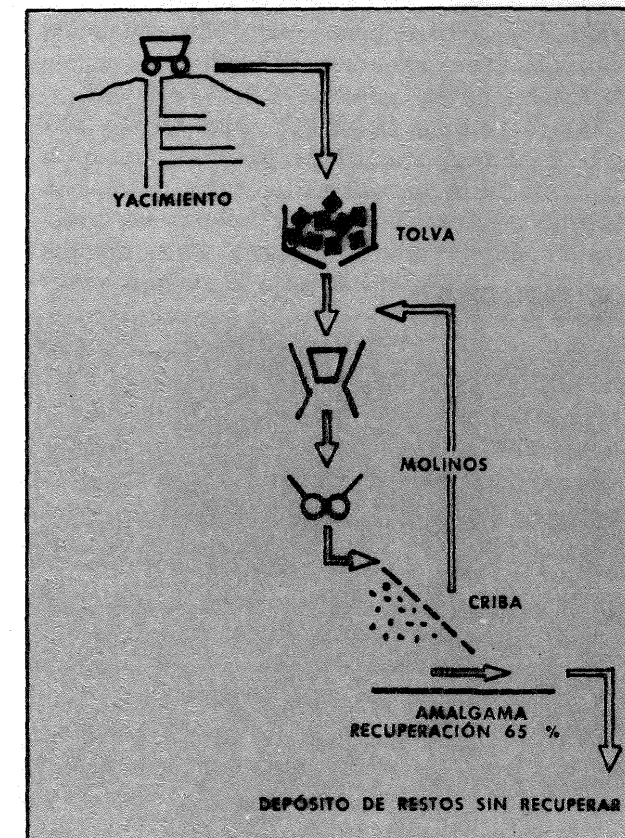 YACIMIENTO
TOLVA
MOLINOS
CRIBA
AMALGAMA
RECUPERACIÓN 65 %
DEPÓSITO DE RESTOS SIN RECUPERAR